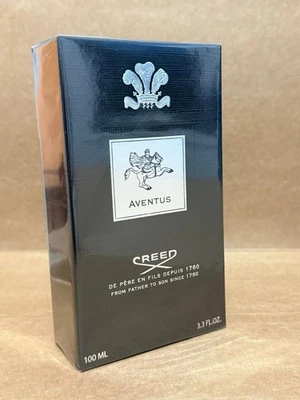 AVENTUS
CREED
DE PÈRE EN FILS DEPUIS 1760
FROM FATHER TO SON SINCE 1760
100 ML
3.3 FL.OZ.